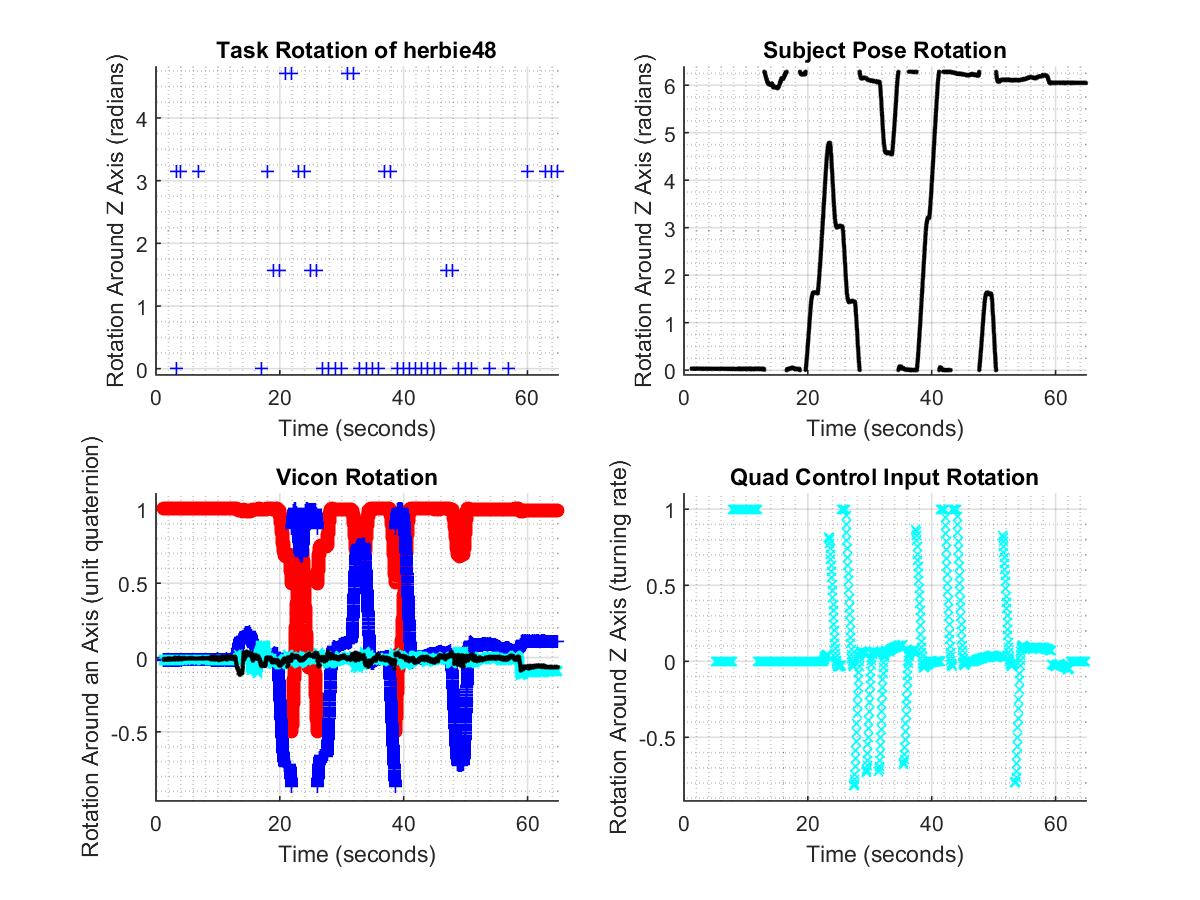 Task Rotation of herbie48
Rotation Around Z Axis (radians)
4
3
2
1
0
0 20 40 60
Time (seconds)
Subject Pose Rotation
Rotation Around Z Axis (radians)
6
5
4
3
2
1
0
0 20 40 60
Time (seconds)
Vicon Rotation
Rotation Around an Axis (unit quaternion)
1
0.5
0
-0.5
0 20 40 60
Time (seconds)
Quad Control Input Rotation
Rotation Around Z Axis (turning rate)
1
0.5
0
-0.5
0 20 40 60
Time (seconds)